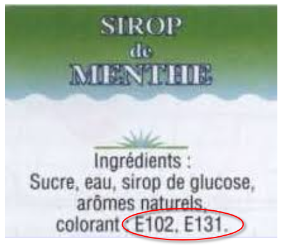 SIROP
de
MENTHE
Ingrédients :
Sucre, eau, sirop de glucose,
arômes naturels,
colorant : E102, E131.